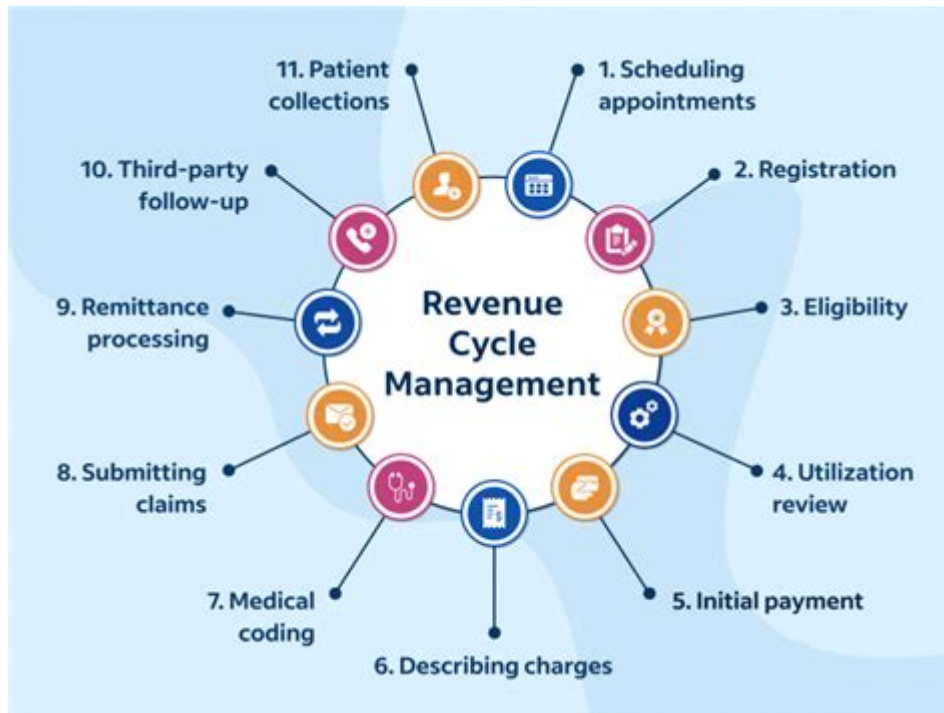 Revenue
Cycle
Management
1. Scheduling
appointments
2. Registration
3. Eligibility
4. Utilization
review
5. Initial payment
6. Describing charges
7. Medical
coding
8. Submitting
claims
9. Remittance
processing
10. Third-party
follow-up
11. Patient
collections